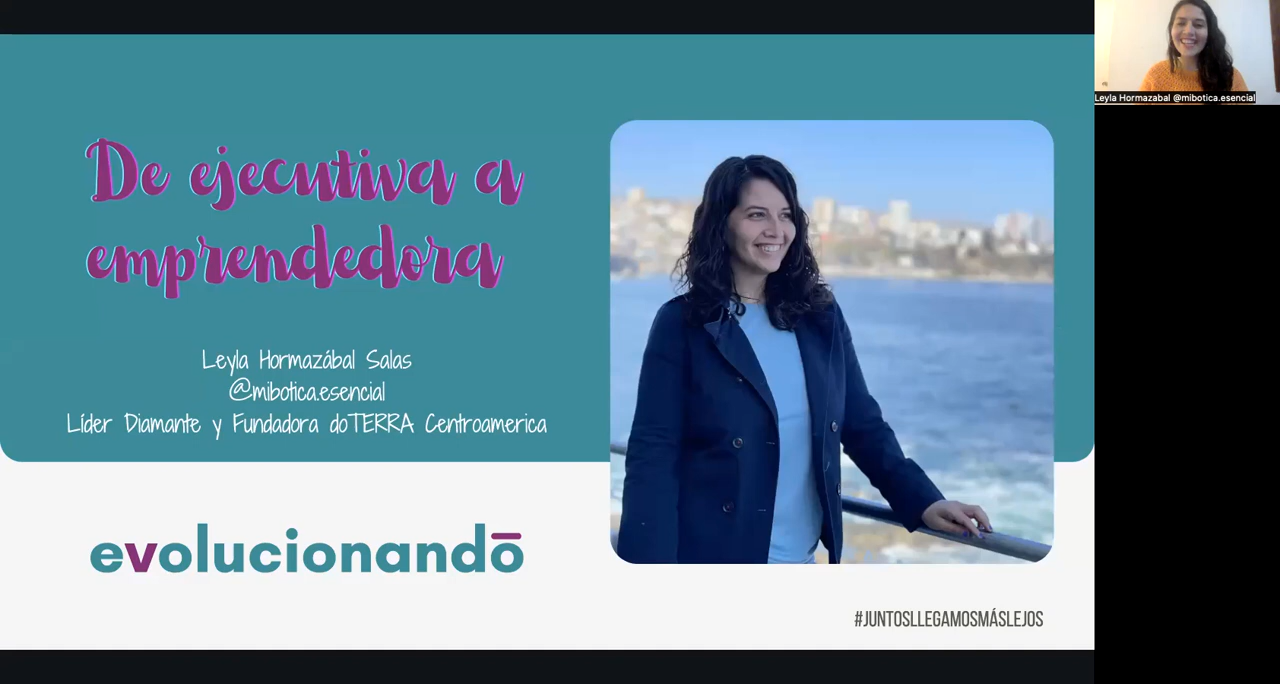 De ejecutiva a
emprendedora
Leyla Hormazábal Salas
@mibotica.esencial
Líder Diamante y Fundadora doTERRA Centroamerica
evolucionandō
#JUNTOSLLEGAMOSMÁSLEJOS
Leyla Hormazabal @mibotica.esencial